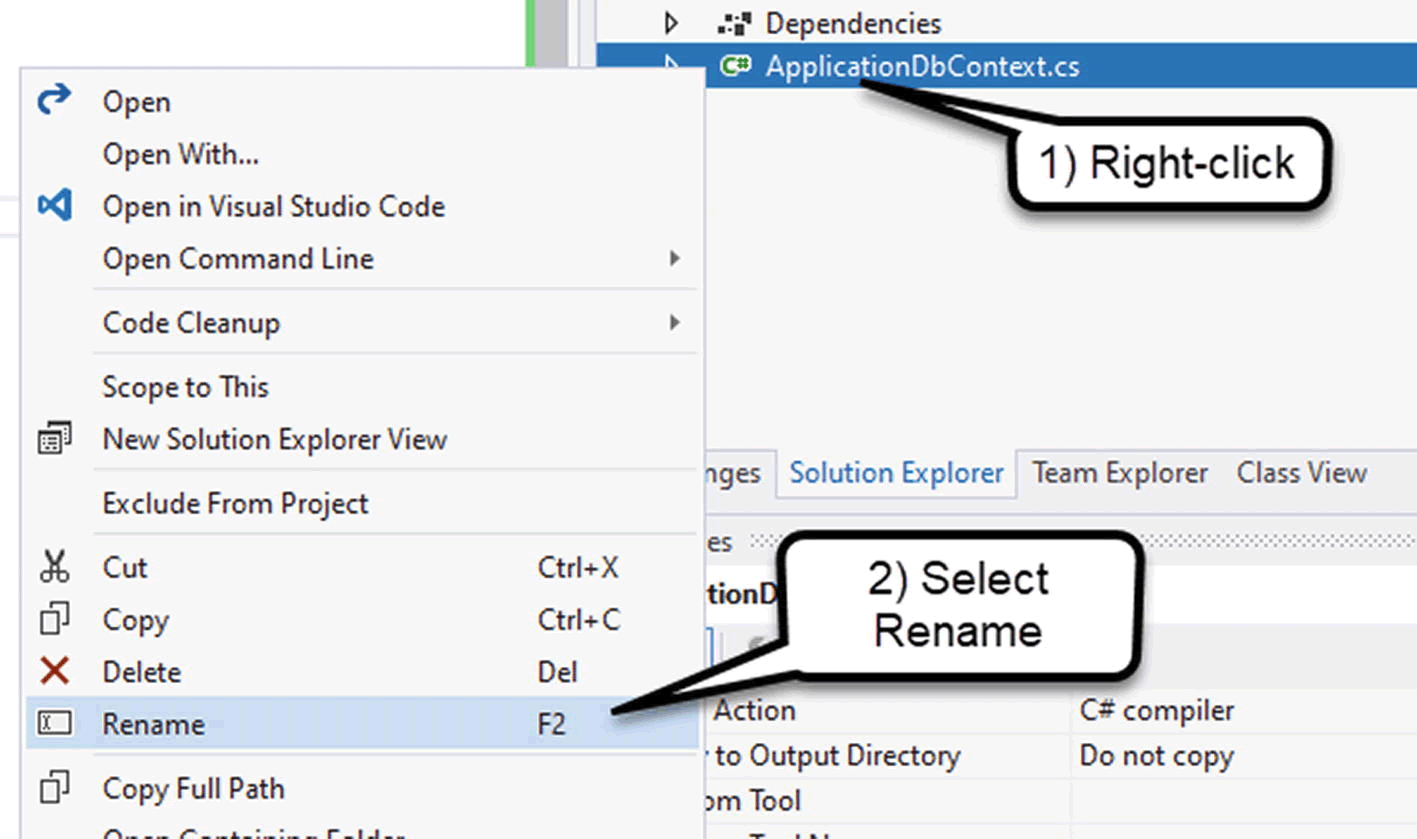 Dependencies
C# ApplicationDbContext.cs
1) Right-click
Open
Open With...
Open in Visual Studio Code
Open Command Line
Code Cleanup
Scope to This
New Solution Explorer View
Exclude From Project
Cut Ctrl+X
Copy Ctrl+C
Delete Del
Rename F2
Copy Full Path
Open Containing Folder
nges Solution Explorer Team Explorer Class View
es
tionD
2) Select
Rename
Action C# compiler
to Output Directory Do not copy
om Tool